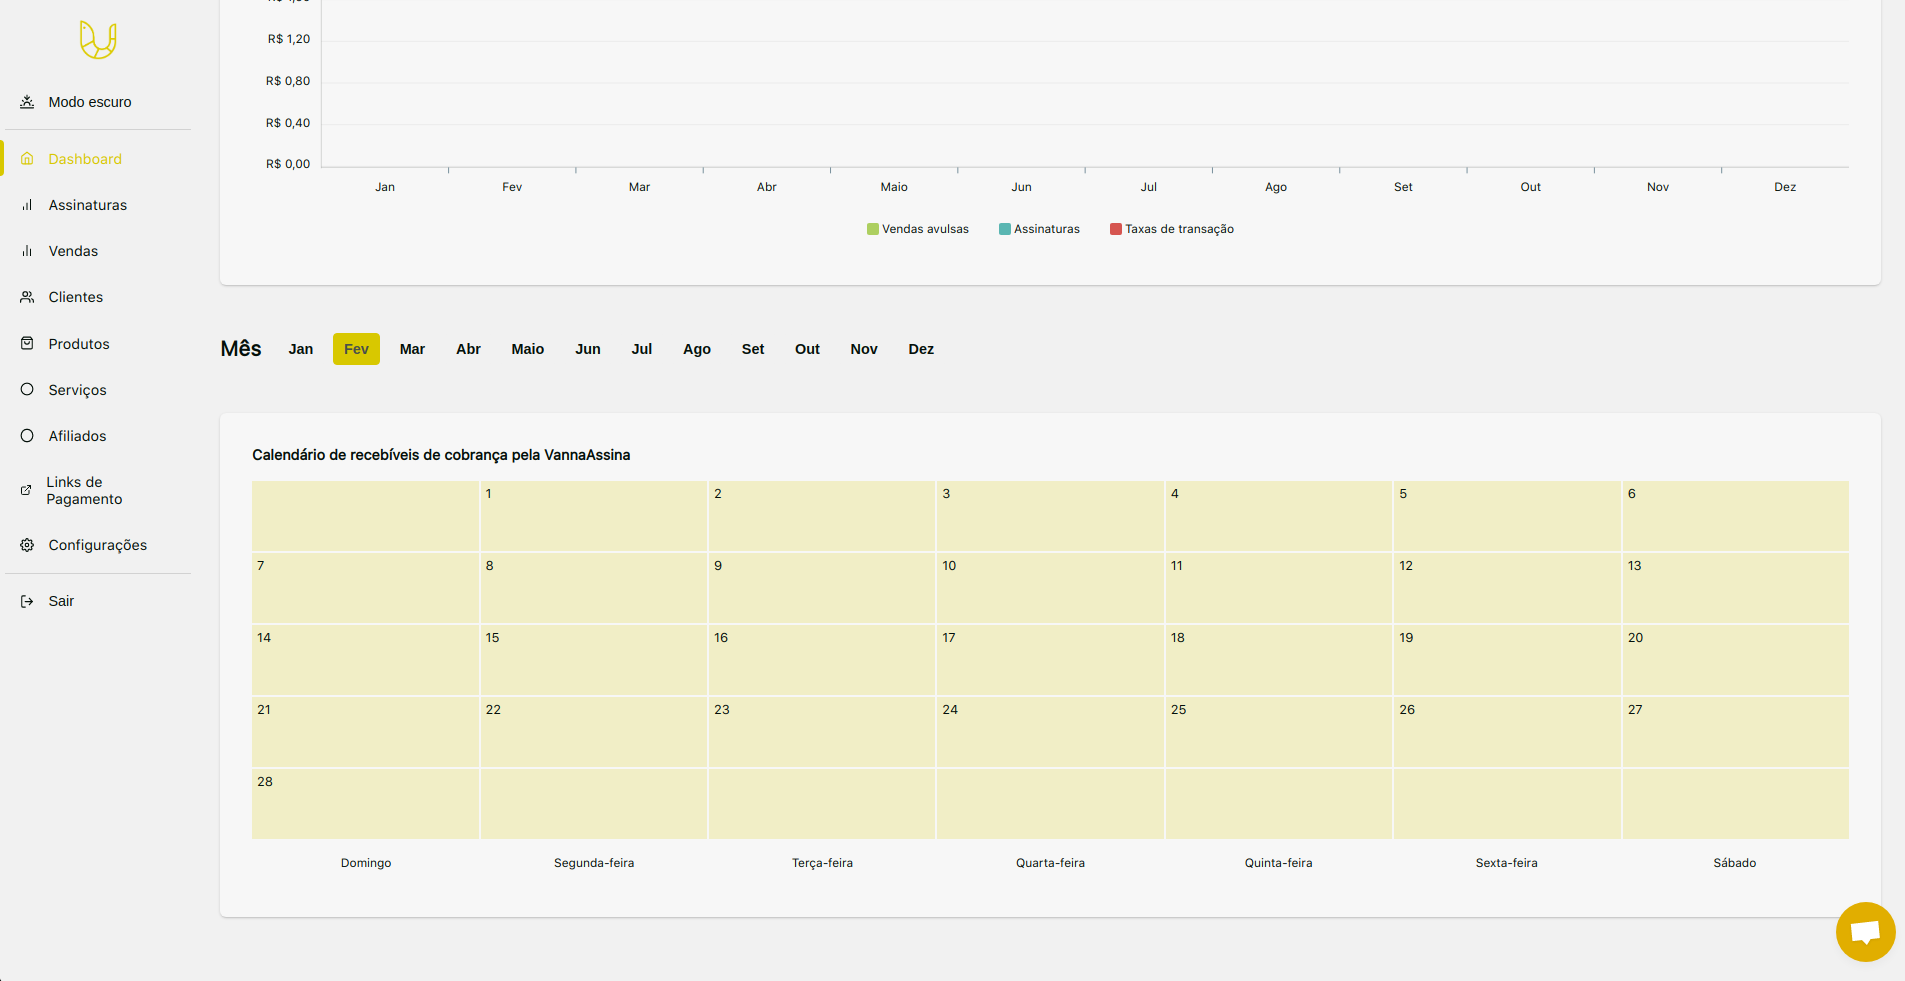 R$ 1,20
R$ 0,80
R$ 0,40
R$ 0,00
Jan Fev Mar Abr Maio Jun Jul Ago Set Out Nov Dez
Vendas avulsas Assinaturas Taxas de transação
Modo escuro
Dashboard
Assinaturas
Vendas
Clientes
Produtos
Serviços
Afiliados
Links de
Pagamento
Configurações
Sair
Mês Jan Fev Mar Abr Maio Jun Jul Ago Set Out Nov Dez
Calendário de recebíveis de cobrança pela VannaAssina
1 2 3 4 5 6
7 8 9 10 11 12 13
14 15 16 17 18 19 20
21 22 23 24 25 26 27
28
Domingo Segunda-feira Terça-feira Quarta-feira Quinta-feira Sexta-feira Sábado